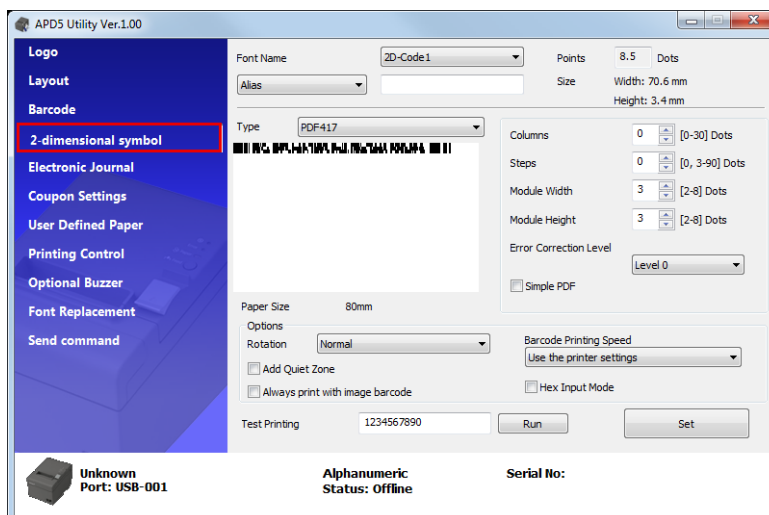 APD5 Utility Ver.1.00
Logo
Layout
Barcode
2-dimensional symbol
Electronic Journal
Coupon Settings
User Defined Paper
Printing Control
Optional Buzzer
Font Replacement
Send command
Font Name 2D-Code1 Points 8.5 Dots
Alias Size Width: 70.6 mm
Height: 3.4 mm
Type PDF417
Columns 0 [0-30] Dots
Steps 0 [0, 3-90] Dots
Module Width 3 [2-8] Dots
Module Height 3 [2-8] Dots
Error Correction Level
Level 0
Simple PDF
Paper Size 80mm
Options
Rotation Normal
Add Quiet Zone
Always print with image barcode
Barcode Printing Speed
Use the printer settings
Hex Input Mode
Test Printing 1234567890 Run Set
Unknown
Port: USB-001
Alphanumeric
Status: Offline
Serial No: